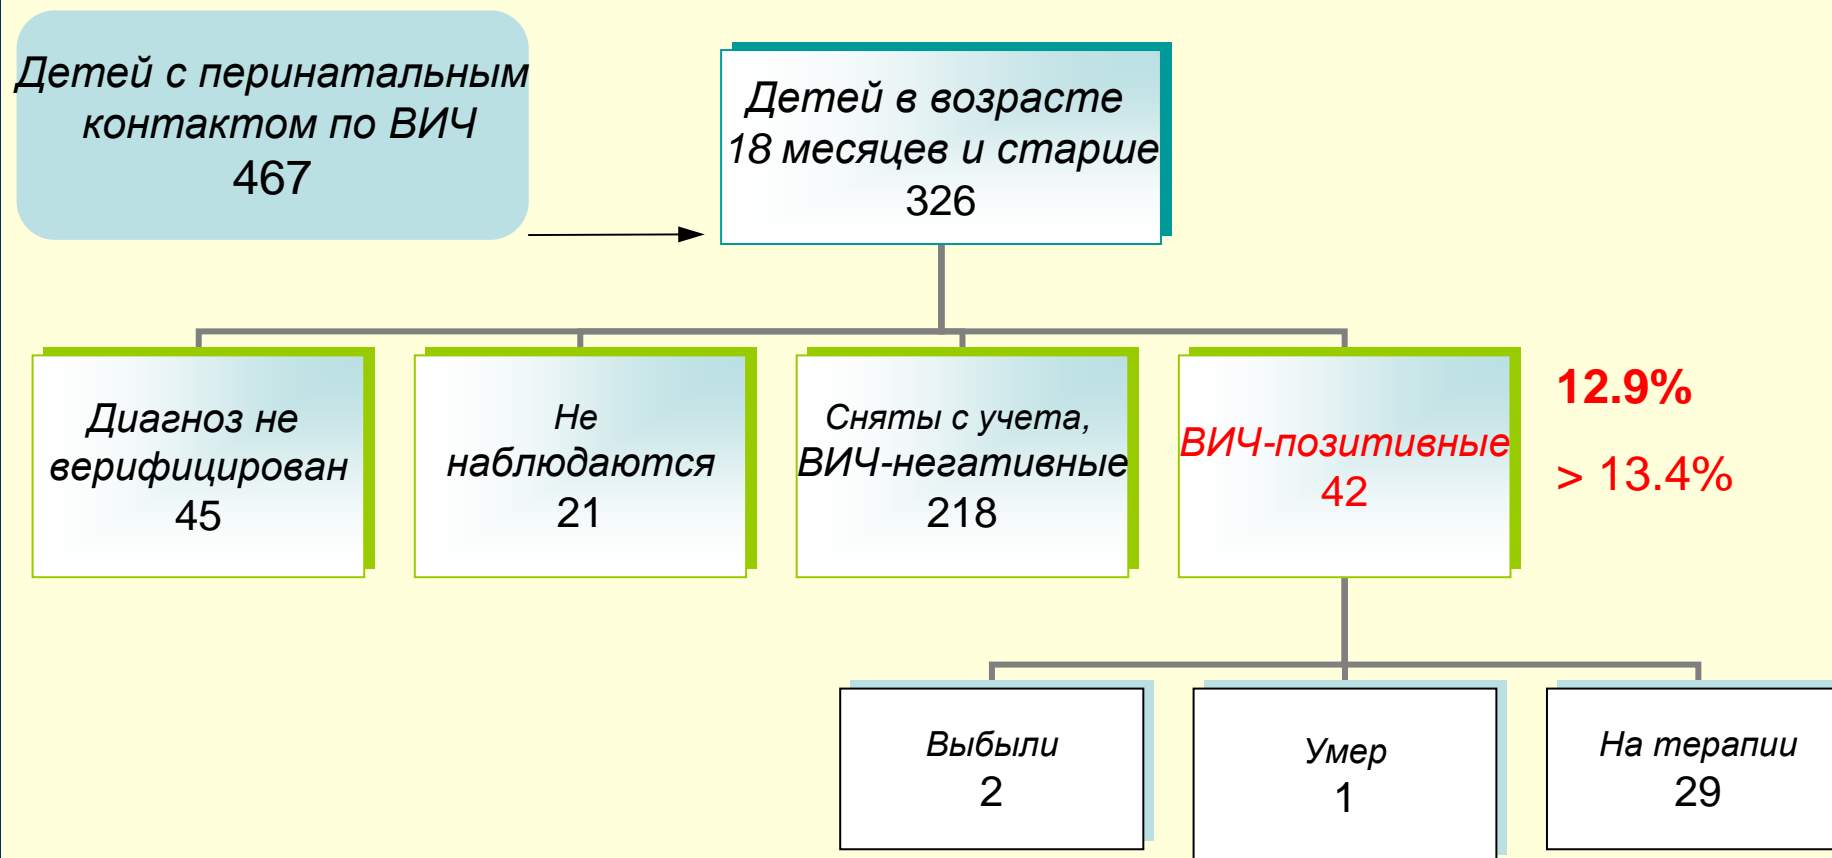 Детей с перинатальным
контактом по ВИЧ
467
Детей в возрасте
18 месяцев и старше
326
Диагноз не
верифицирован
45
Не
наблюдаются
21
Сняты с учета,
ВИЧ-негативные
218
ВИЧ-позитивные
42
12.9%
> 13.4%
Выбыли
2
Умер
1
На терапии
29